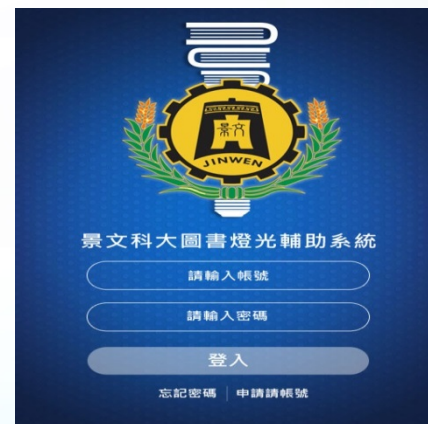 景文
JINWEN
景文科大圖書燈光輔助系統
請輸入帳號
請輸入密碼
登入
忘記密碼 | 申請請帳號